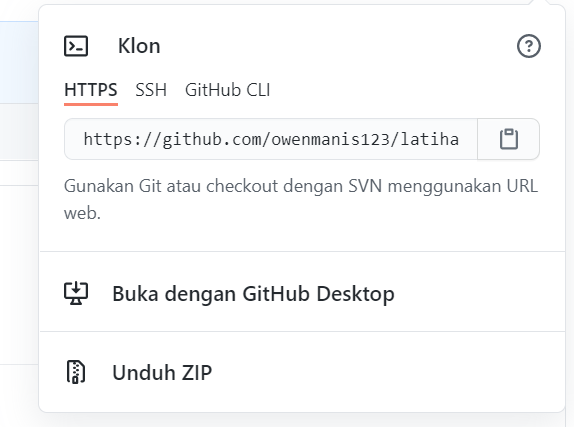 Klon
HTTPS SSH GitHub CLI
https://github.com/owenmanis123/latiha
Gunakan Git atau checkout dengan SVN menggunakan URL
web.
Buka dengan GitHub Desktop
Unduh ZIP